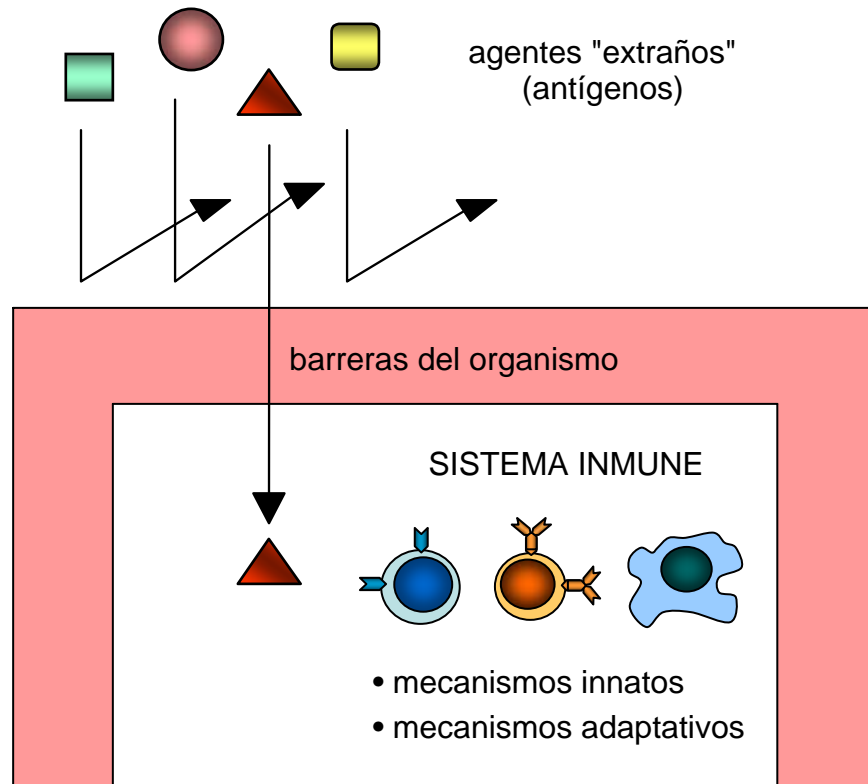 agentes "extraños"
(antígenos)
barreras del organismo
SISTEMA INMUNE
• mecanismos innatos
• mecanismos adaptativos